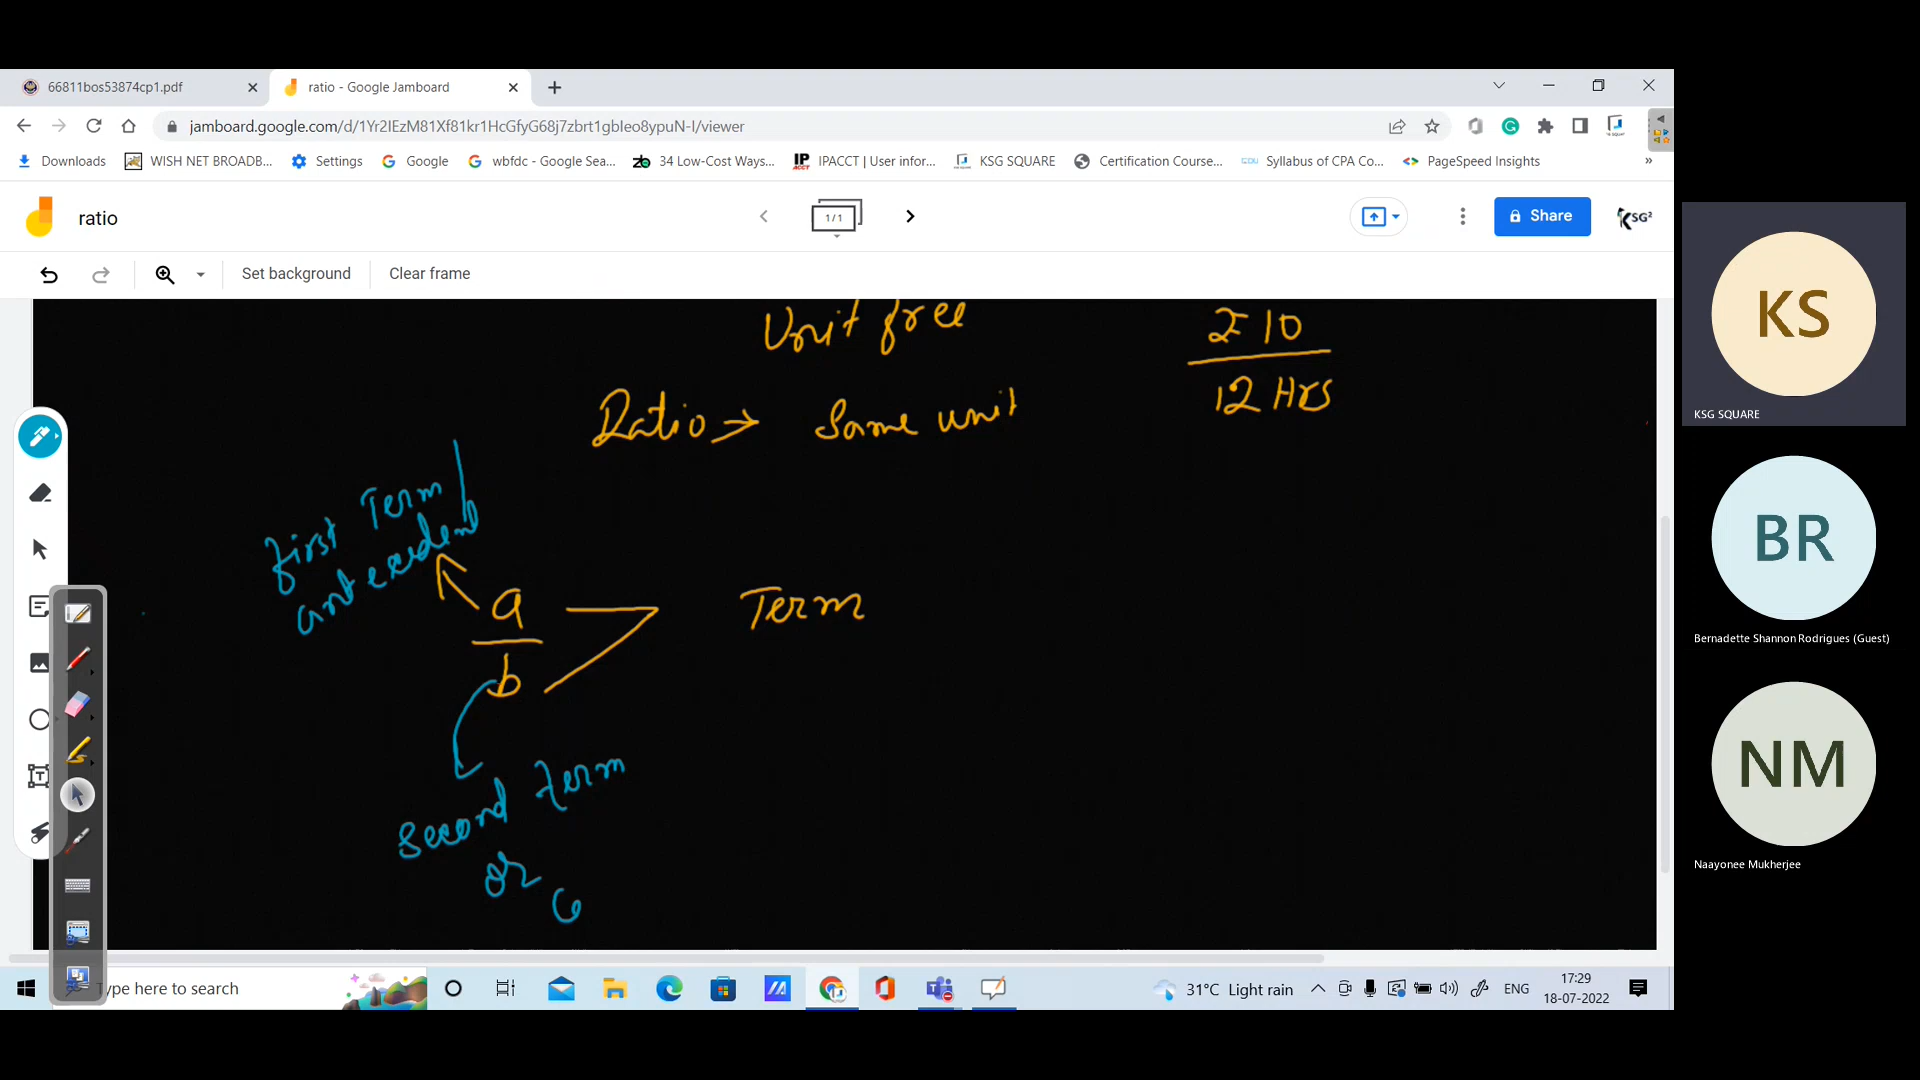 66811bos53874cp1.pdf
ratio - Google Jamboard
jamboard.google.com/d/1Yr2IEzM81Xf81kr1HcGfyG68j7zbrt1gbIeo8ypuN-I/viewer
Downloads
WISH NET BROADB...
Settings
Google
wbfdc - Google Sea...
34 Low-Cost Ways...
IPACCT | User infor...
KSG SQUARE
Certification Course...
Syllabus of CPA Co...
PageSpeed Insights
»
ratio
1/1
Share
KSG²
Set background
Clear frame
Unit free
10
12 Hrs
Ratio → Same unit
First Term
antecedent
a
b
Term
second term
or
C
KS
KSG SQUARE
BR
Bernadette Shannon Rodrigues (Guest)
NM
Naayonee Mukherjee
Type here to search
31°C Light rain
ENG
17:29
18-07-2022